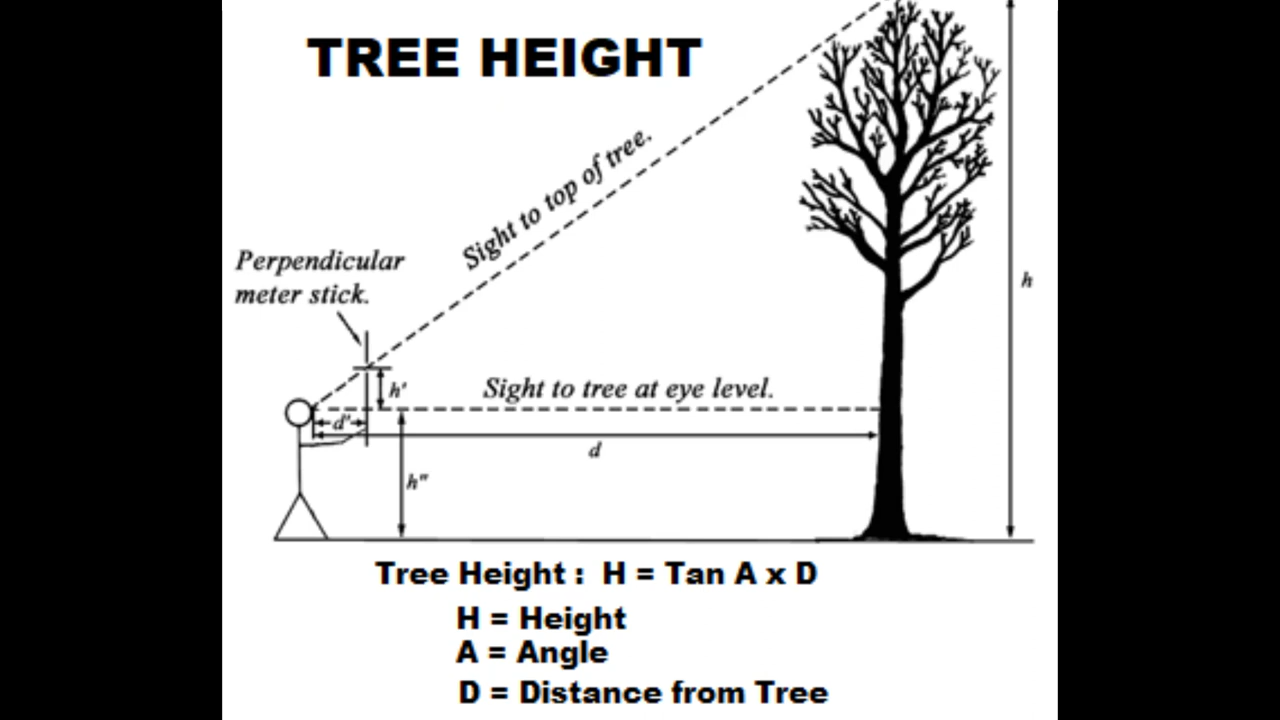 TREE HEIGHT
Sight to top of tree.
Perpendicular
meter stick.
h
h'
Sight to tree at eye level.
d'
d
h"
Tree Height : H = Tan A x D
H = Height
A = Angle
D = Distance from Tree